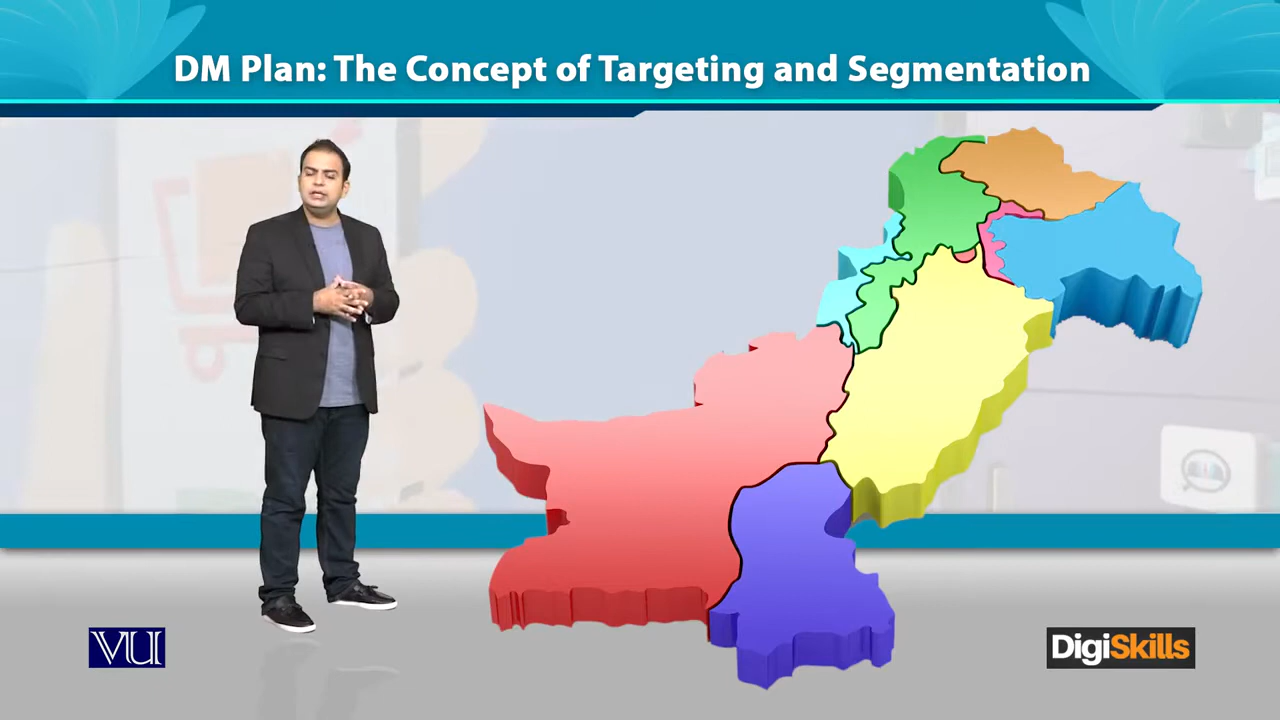 DM Plan: The Concept of Targeting and Segmentation
VU
DigiSkills